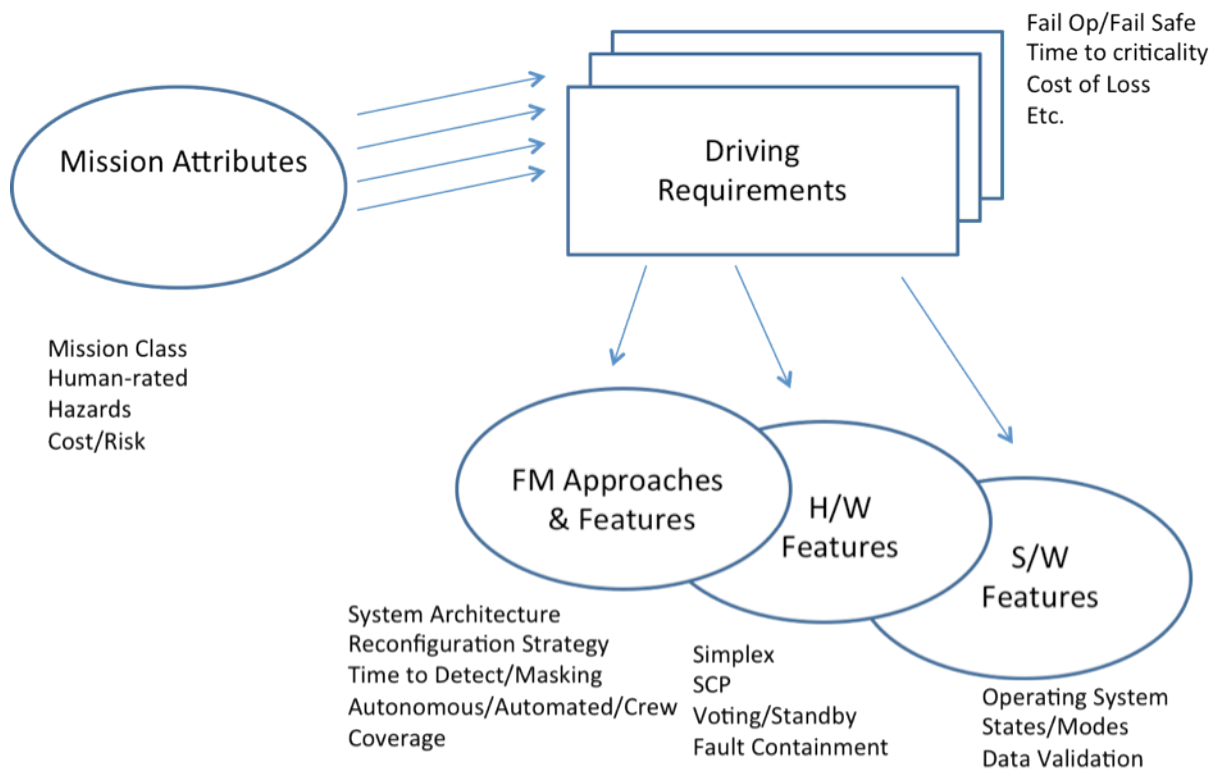 Fail Op/Fail Safe
Time to criticality
Cost of Loss
Etc.
Mission Attributes
Driving
Requirements
Mission Class
Human-rated
Hazards
Cost/Risk
FM Approaches
& Features
H/W
Features
S/W
Features
System Architecture
Reconfiguration Strategy
Time to Detect/Masking
Autonomous/Automated/Crew
Coverage
Simplex
SCP
Voting/Standby
Fault Containment
Operating System
States/Modes
Data Validation